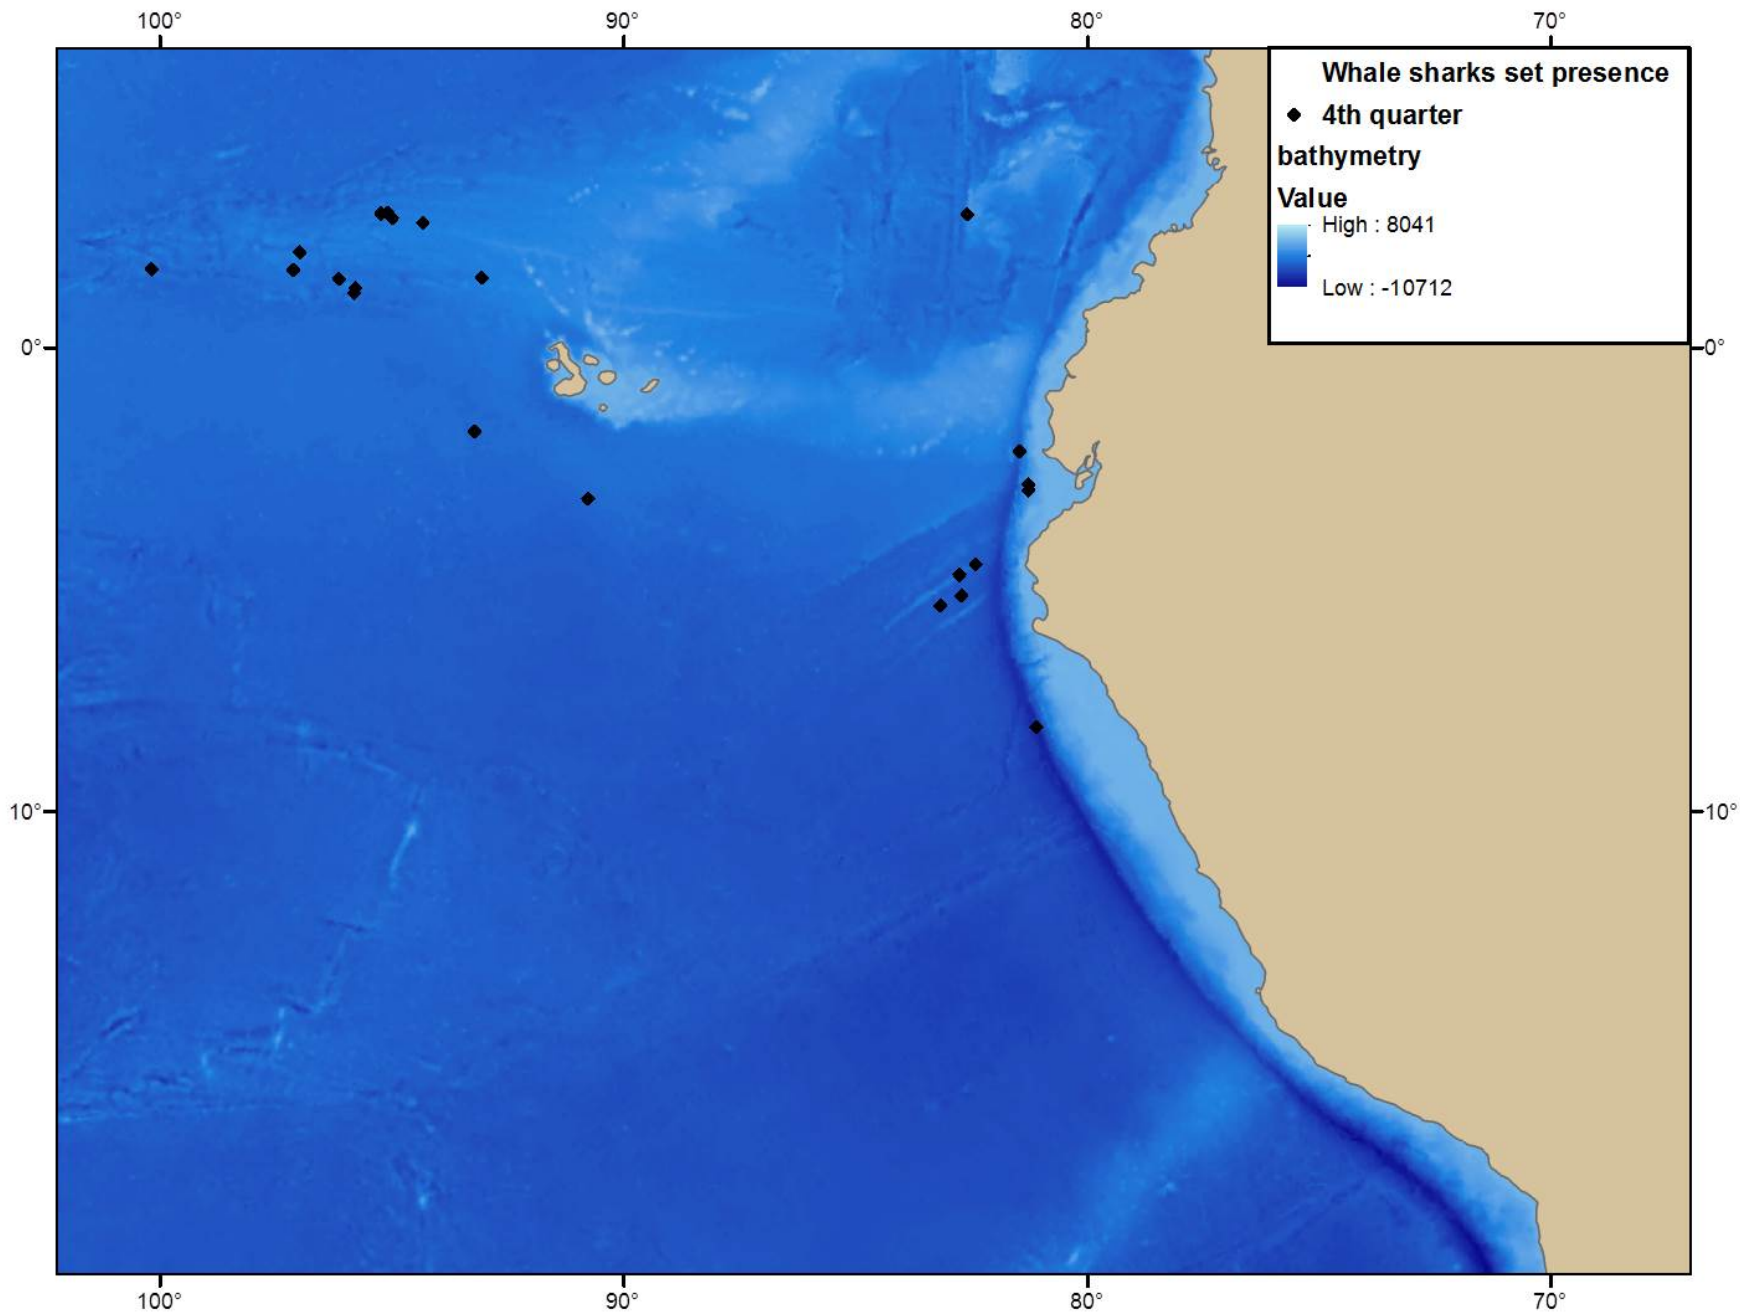 100° 90° 80° 70°
Whale sharks set presence
4th quarter
bathymetry
Value
High : 8041
Low : -10712
0° 0°
10° 10°
100° 90° 80° 70°